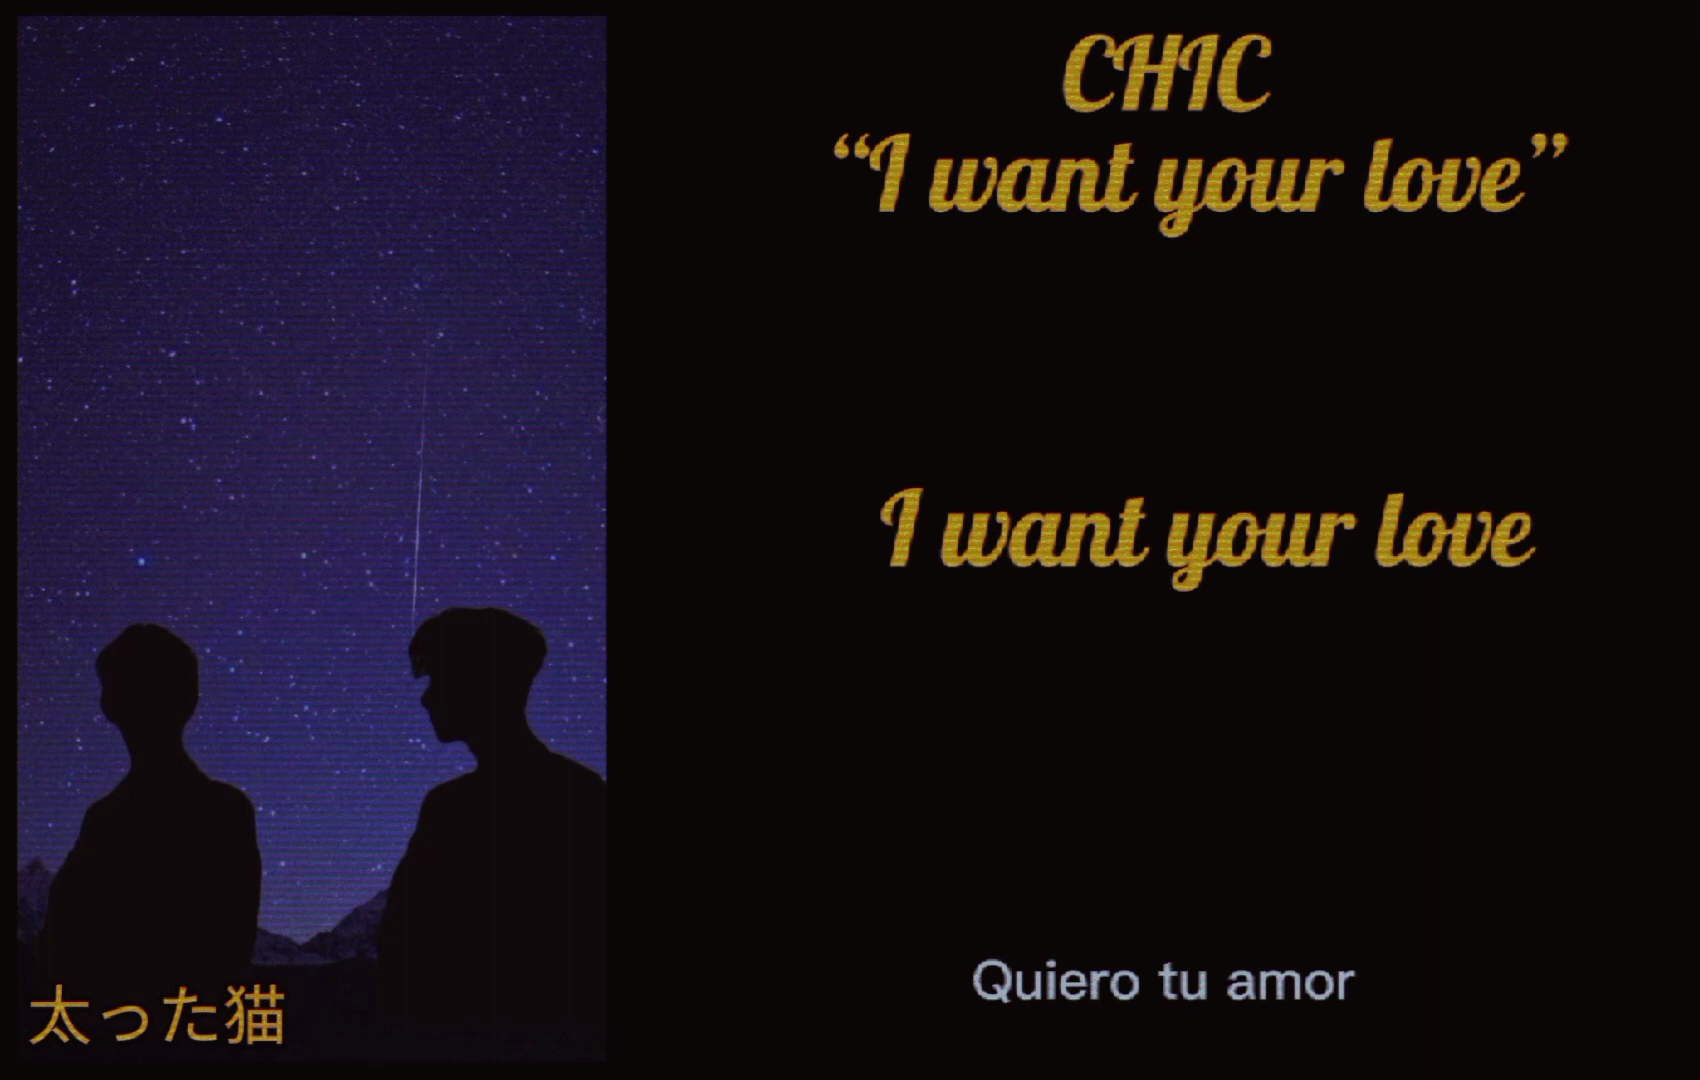 CHIC
“I want your love”
I want your love
Quiero tu amor
太った猫